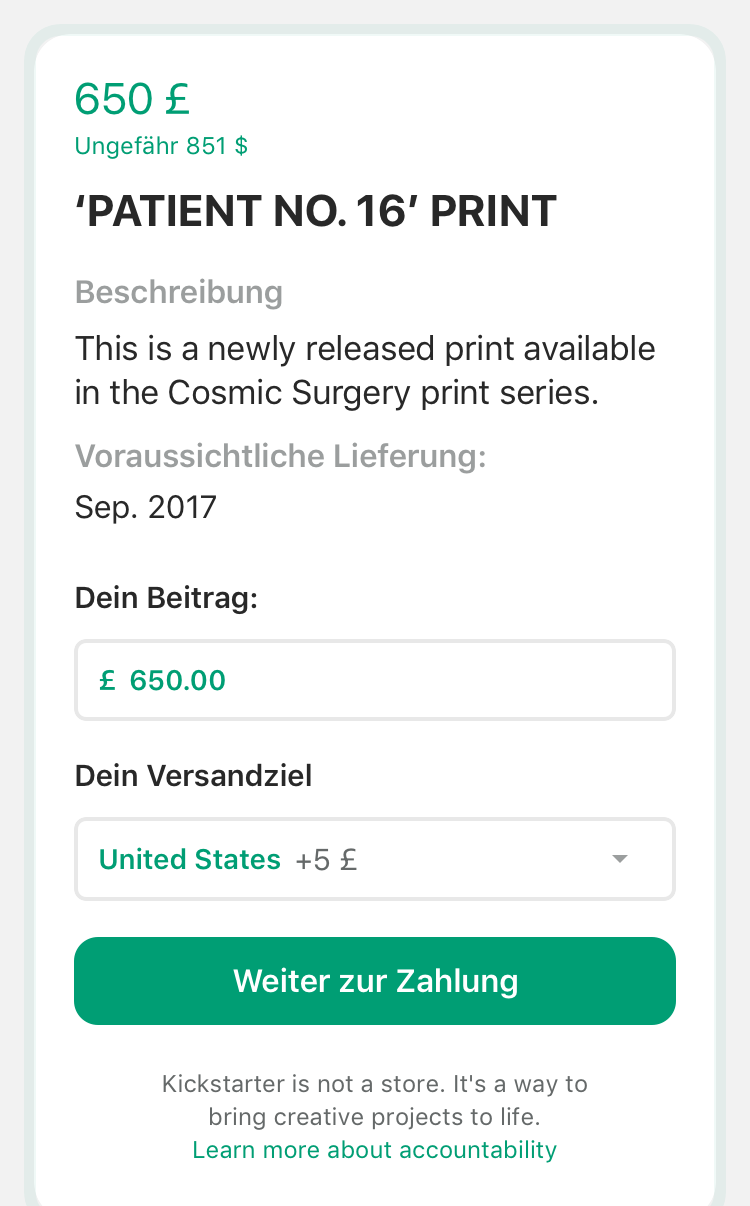 650 £
Ungefähr 851 $
‘PATIENT NO. 16’ PRINT
Beschreibung
This is a newly released print available
in the Cosmic Surgery print series.
Voraussichtliche Lieferung:
Sep. 2017
Dein Beitrag:
£ 650.00
Dein Versandziel
United States +5 £
Weiter zur Zahlung
Kickstarter is not a store. It's a way to
bring creative projects to life.
Learn more about accountability